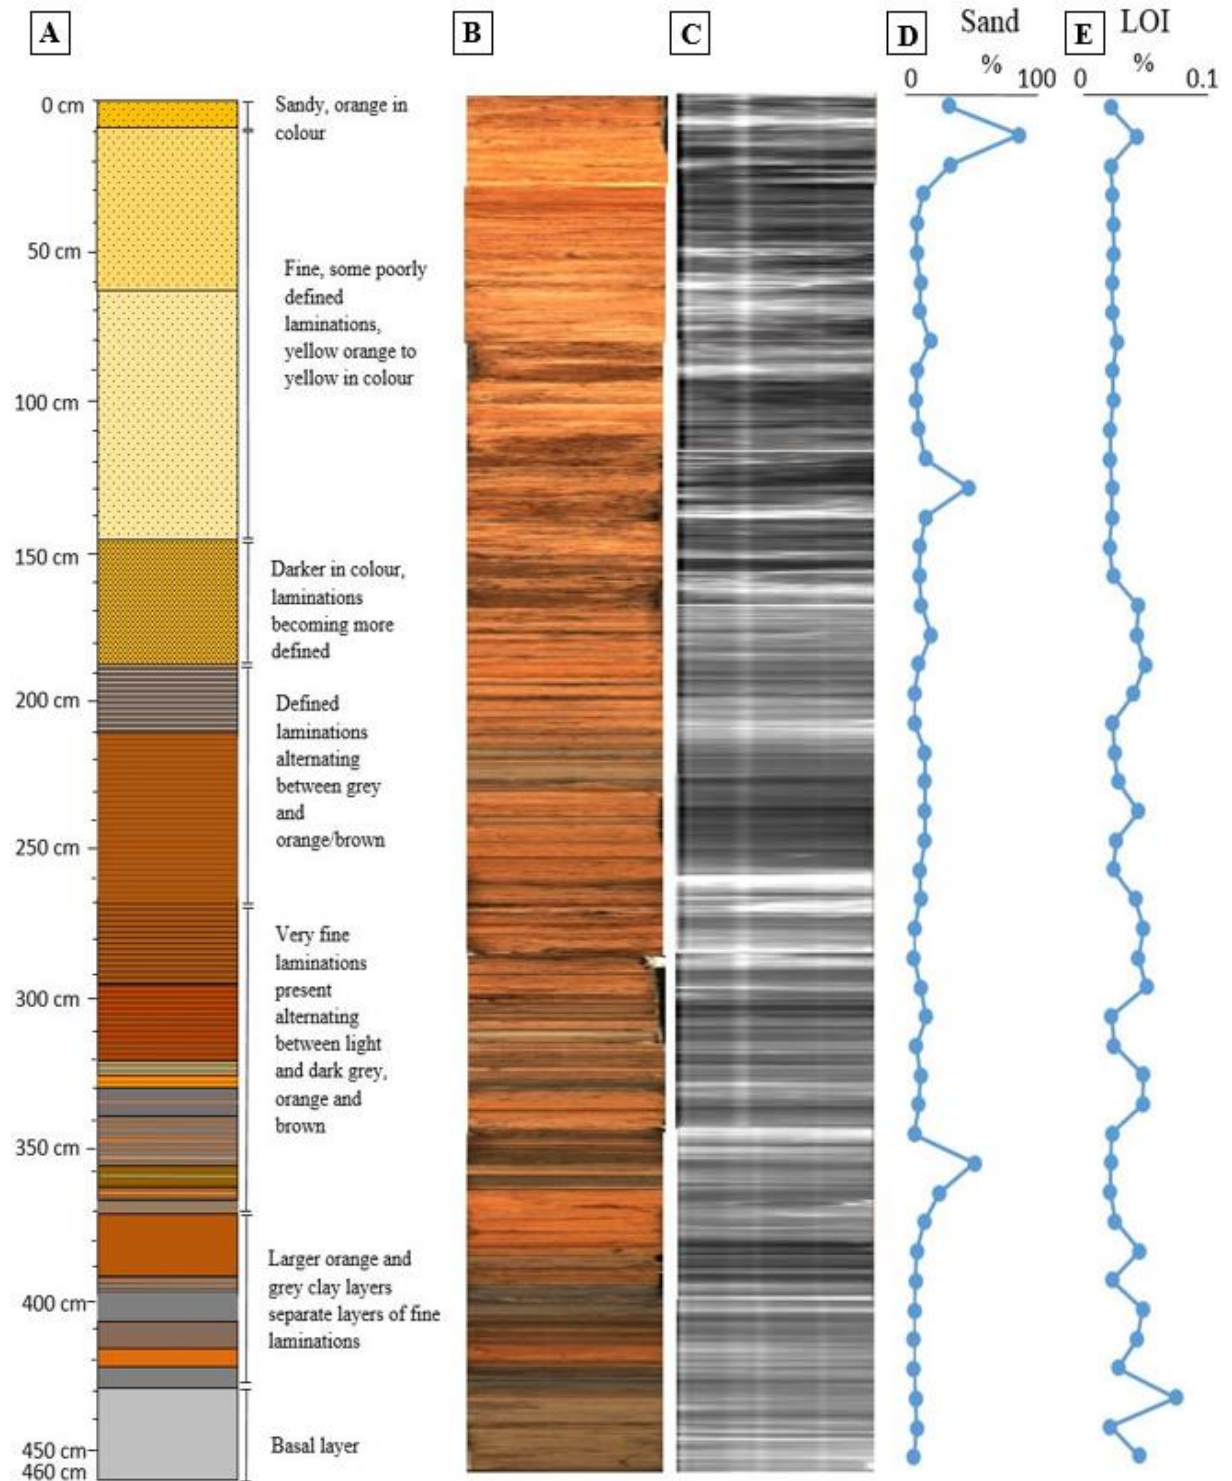 A
B
C
D
Sand
%
0
100
E
LOI
%
0
0.1
0 cm
50 cm
100 cm
150 cm
200 cm
250 cm
300 cm
350 cm
400 cm
450 cm
460 cm
Sandy, orange in
colour
Fine, some poorly
defined
laminations,
yellow orange to
yellow in colour
Darker in colour,
laminations
becoming more
defined
Defined
laminations
alternating
between grey
and
orange/brown
Very fine
laminations
present
alternating
between light
and dark grey,
orange and
brown
Larger orange and
grey clay layers
separate layers of fine
laminations
Basal layer